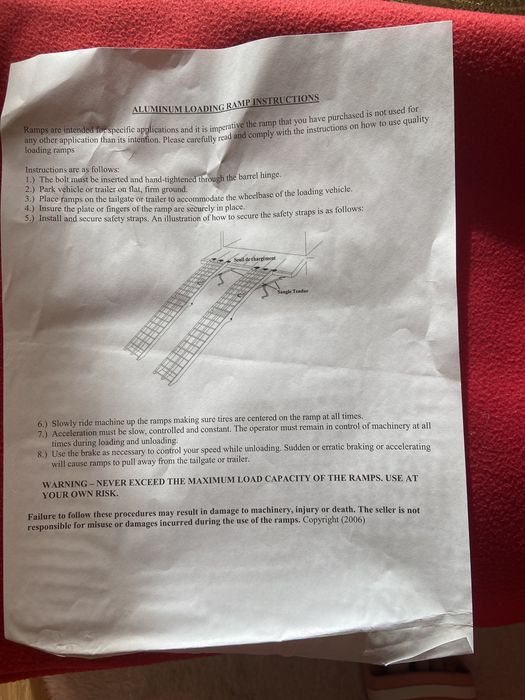 ALUMINUM LOADING RAMP INSTRUCTIONS
Ramps are intended for specific applications and it is imperative the ramp that you have purchased is not used for
any other application than its intention. Please carefully read and comply with the instructions on how to use quality
loading ramps
Instructions are as follows:
1.) The bolt must be inserted and hand-tightened through the barrel hinge.
2.) Park vehicle or trailer on flat, firm ground.
3.) Place ramps on the tailgate or trailer to accommodate the wheelbase of the loading vehicle.
4.) Insure the plate or fingers of the ramp are securely in place.
5.) Install and secure safety straps. An illustration of how to secure the safety straps is as follows:
Seuil de chargement
Sangle Tendue
6.) Slowly ride machine up the ramps making sure tires are centered on the ramp at all times.
7.) Acceleration must be slow, controlled and constant. The operator must remain in control of machinery at all
times during loading and unloading.
8.) Use the brake as necessary to control your speed while unloading. Sudden or erratic braking or accelerating
will cause ramps to pull away from the tailgate or trailer.
WARNING – NEVER EXCEED THE MAXIMUM LOAD CAPACITY OF THE RAMPS. USE AT
YOUR OWN RISK.
Failure to follow these procedures may result in damage to machinery, injury or death. The seller is not
responsible for misuse or damages incurred during the use of the ramps. Copyright (2006)